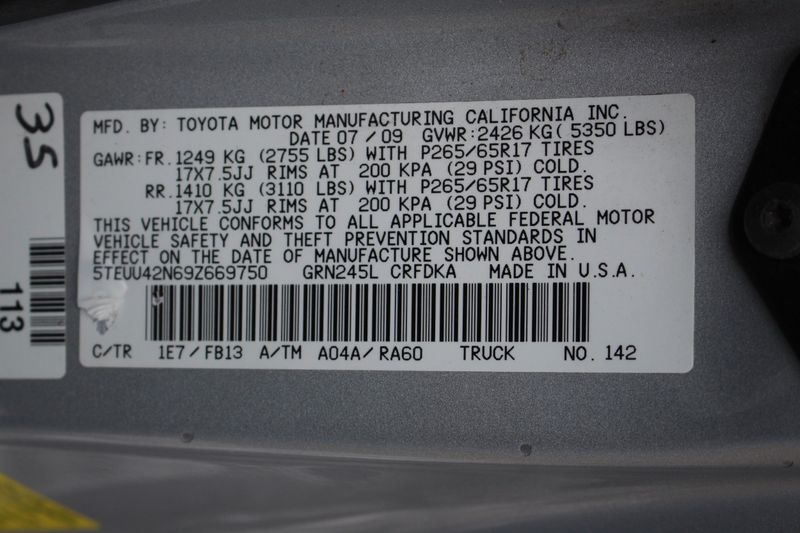 35
113
MFD. BY: TOYOTA MOTOR MANUFACTURING CALIFORNIA INC.
DATE 07/09 GVWR:2426 KG( 5350 LBS)
GAWR:FR.1249 KG (2755 LBS) WITH P265/65R17 TIRES
17X7.5JJ RIMS AT 200 KPA (29 PSI) COLD.
RR.1410 KG (3110 LBS) WITH P265/65R17 TIRES
17X7.5JJ RIMS AT 200 KPA (29 PSI) COLD.
THIS VEHICLE CONFORMS TO ALL APPLICABLE FEDERAL MOTOR
VEHICLE SAFETY AND THEFT PREVENTION STANDARDS IN
EFFECT ON THE DATE OF MANUFACTURE SHOWN ABOVE.
5TEUU42N69Z669750 GRN245L CRFDKA MADE IN U.S.A.
C/TR 1E7/FB13 A/TM A04A/RA60 TRUCK NO. 142